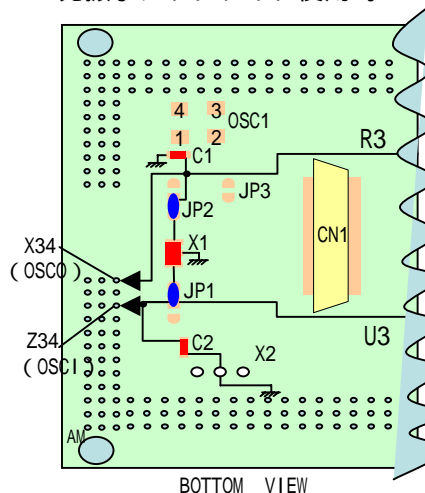 4 3
OSC1
1 2
C1
R3
JP3
JP2
X34
(OSCO)
X1
CN1
JP1
Z34
(OSCI)
U3
C2
X2
AM
BOTTOM VIEW